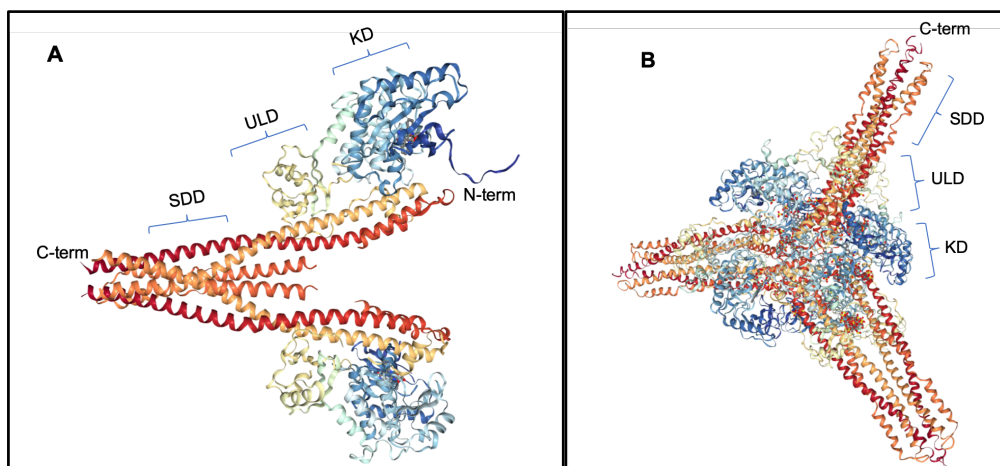 A
KD
ULD
SDD
N-term
C-term
B
C-term
SDD
ULD
KD